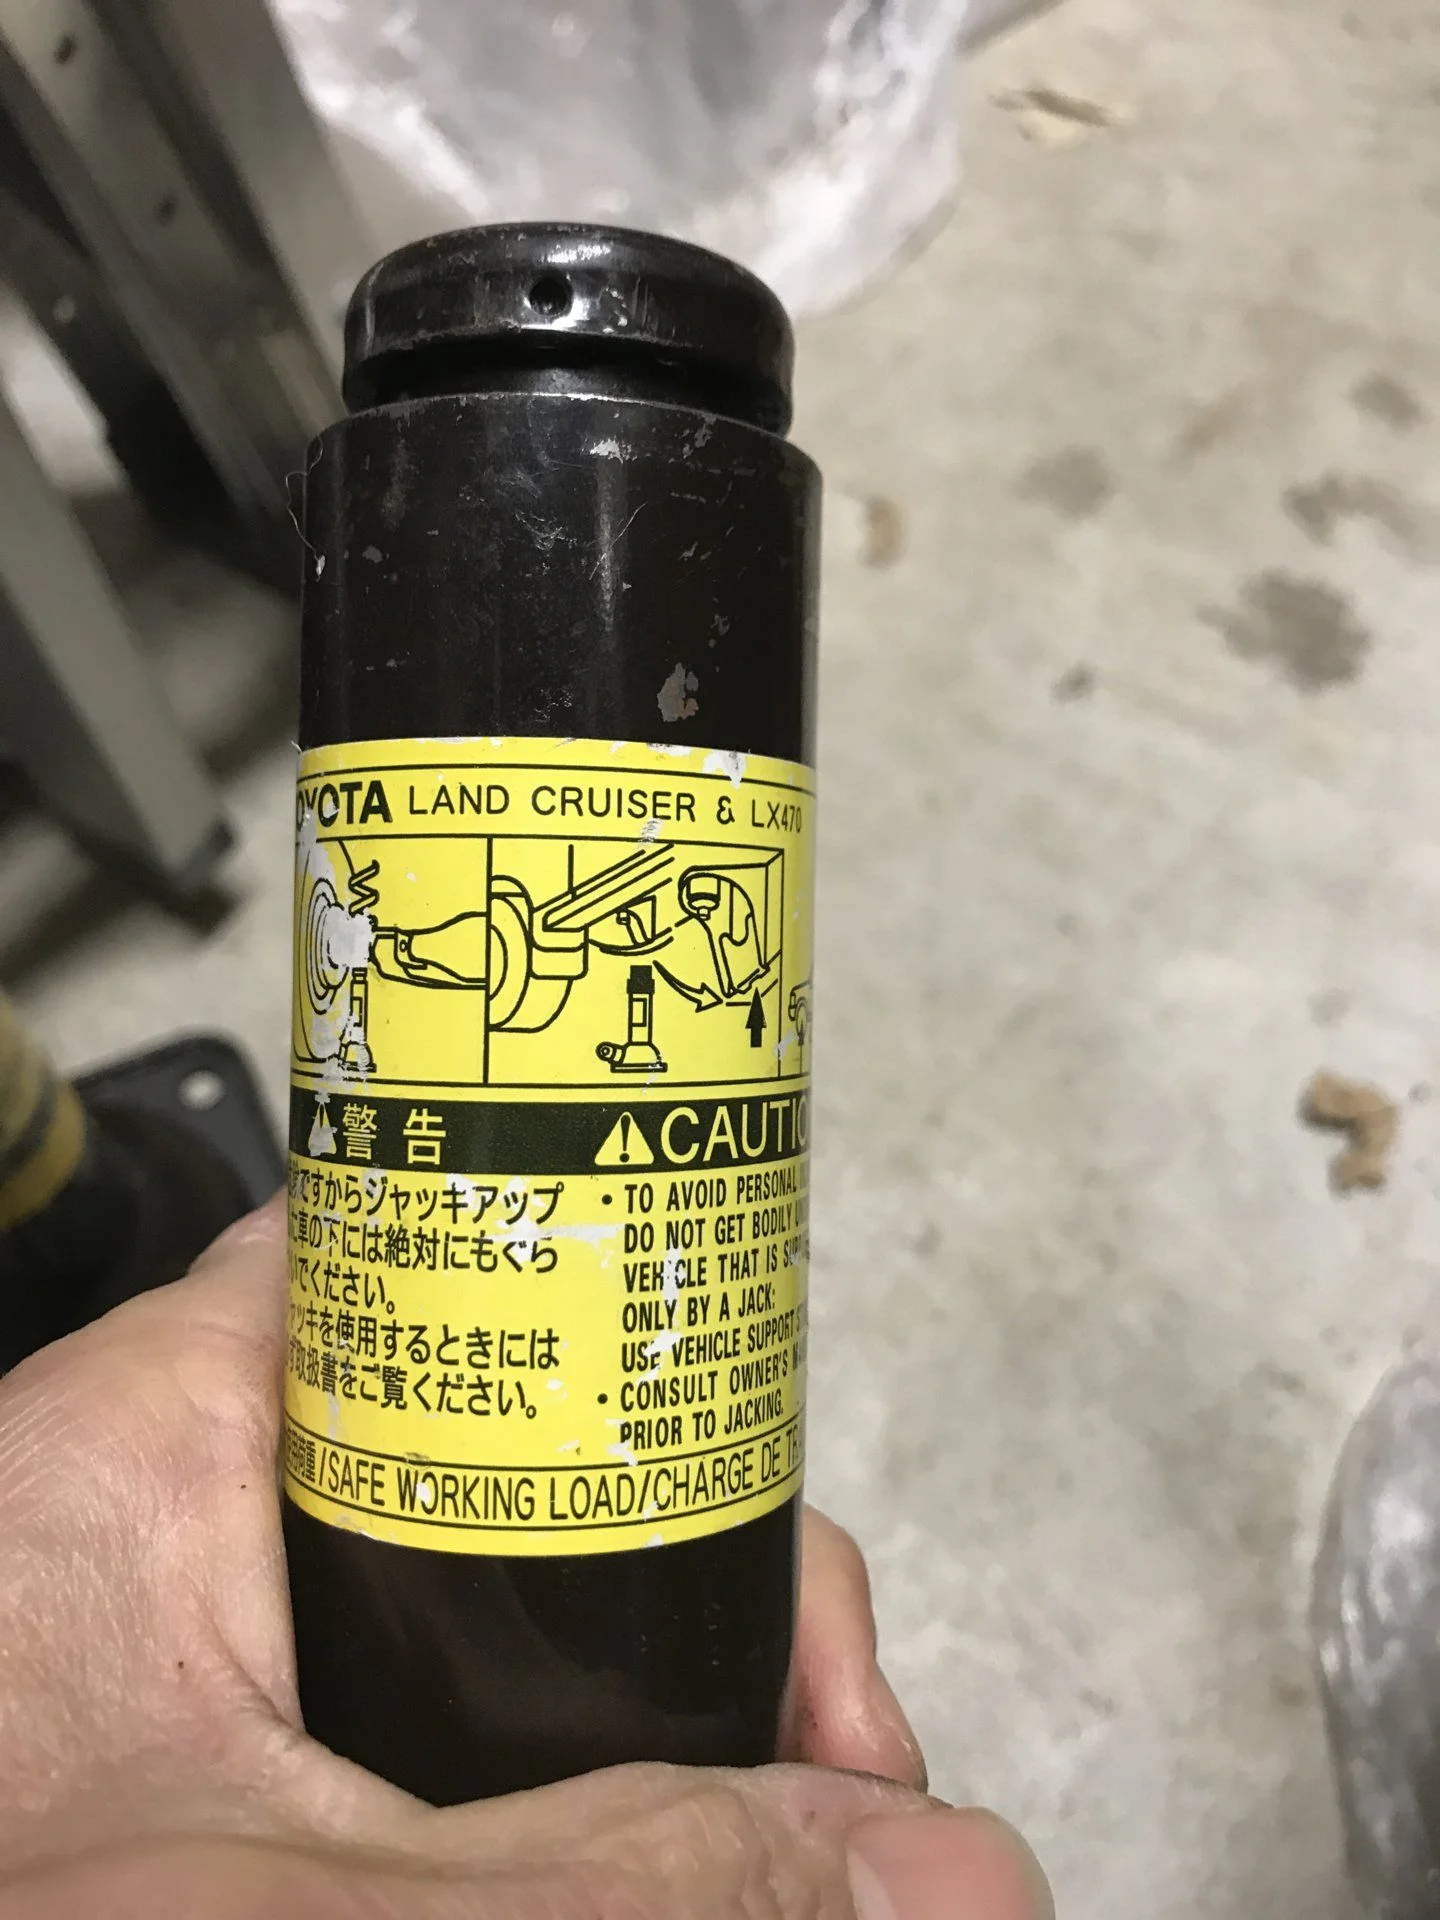 TOYOTA LAND CRUISER & LX470
警告
ですからジャッキアップ
車の下には絶対にもぐら
でください。
ッキを使用するときには
取扱書をご覧ください。
CAUTIO
• TO AVOID PERSONAL
DO NOT GET BODILY
VEHICLE THAT IS
ONLY BY A JACK:
USE VEHICLE SUPPORT
• CONSULT OWNER'S
PRIOR TO JACKING.
荷重/SAFE WORKING LOAD/CHARGE DE